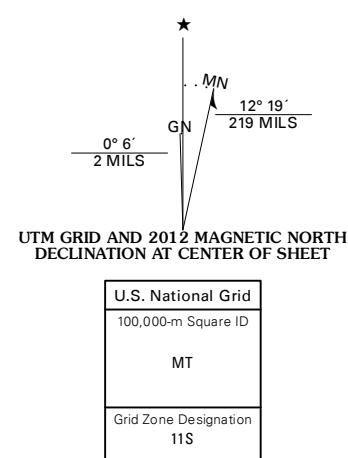 ★
MN
GN
12° 19´
219 MILS
0° 6´
2 MILS
UTM GRID AND 2012 MAGNETIC NORTH
DECLINATION AT CENTER OF SHEET
U.S. National Grid
100,000-m Square ID
MT
Grid Zone Designation
11S